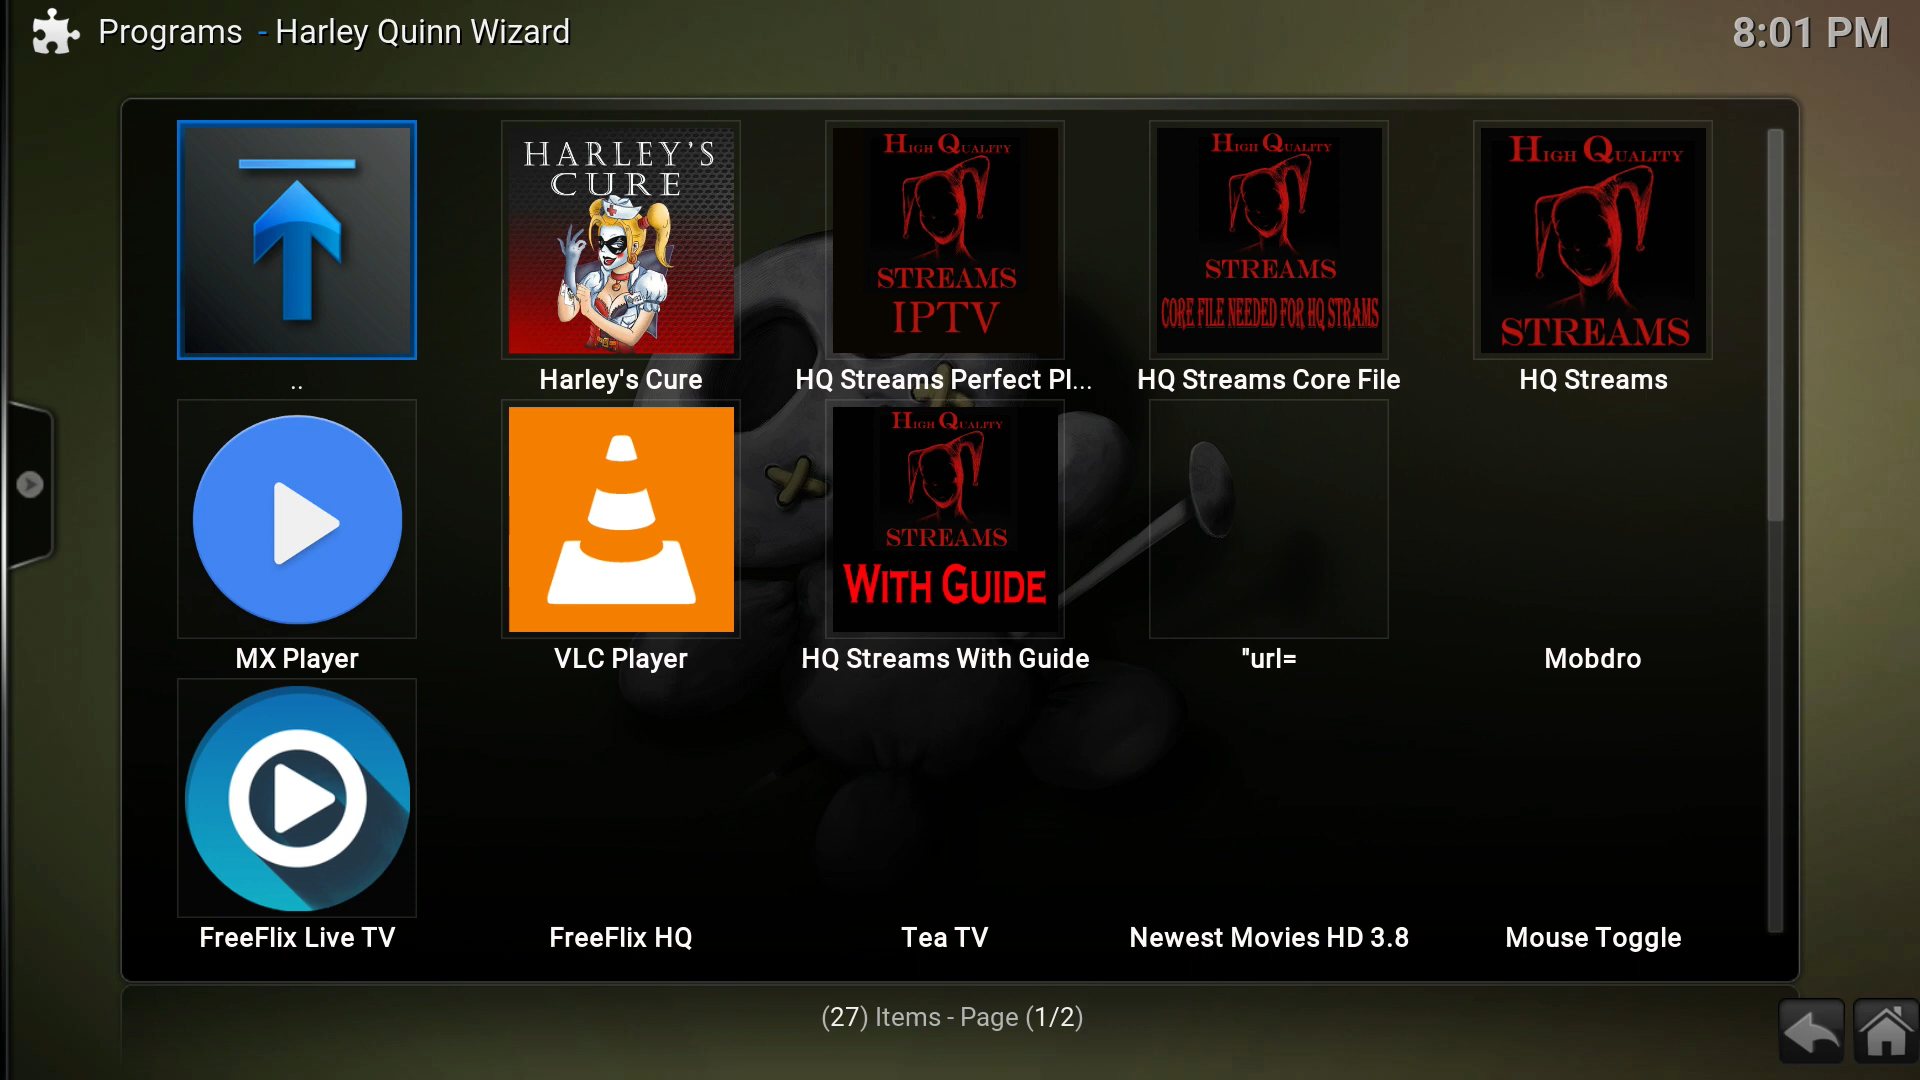 Programs - Harley Quinn Wizard
8:01 PM
HARLEY'S
CURE
HIGH QUALITY
STREAMS
IPTV
HIGH QUALITY
STREAMS
CORE FILE NEEDED FOR HQ STRAMS
HIGH QUALITY
STREAMS
..
Harley's Cure
HQ Streams Perfect Pl...
HQ Streams Core File
HQ Streams
HIGH QUALITY
STREAMS
WITH GUIDE
MX Player
VLC Player
HQ Streams With Guide
"url=
Mobdro
FreeFlix Live TV
FreeFlix HQ
Tea TV
Newest Movies HD 3.8
Mouse Toggle
(27) Items - Page (1/2)